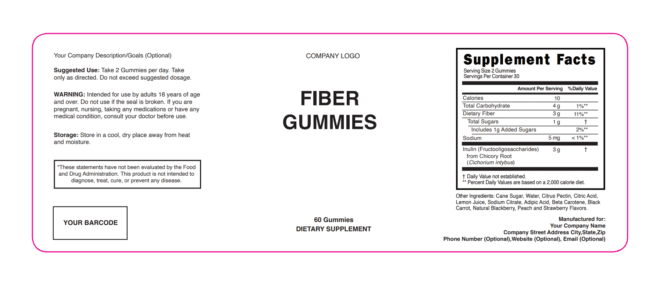 Your Company Description/Goals (Optional)
Suggested Use: Take 2 Gummies per day. Take
only as directed. Do not exceed suggested dosage.
WARNING: Intended for use by adults 18 years of age
and over. Do not use if the seal is broken. If you are
pregnant, nursing, taking any medications or have any
medical condition, consult your doctor before use.
Storage: Store in a cool, dry place away from heat
and moisture.
*These statements have not been evaluated by the Food
and Drug Administration. This product is not intended to
diagnose, treat, cure, or prevent any disease.
YOUR BARCODE
COMPANY LOGO
FIBER
GUMMIES
60 Gummies
DIETARY SUPPLEMENT
Supplement Facts
Serving Size 2 Gummies
Servings Per Container 30
Amount Per Serving %Daily Value
Calories 10
Total Carbohydrate 4 g 1%**
Dietary Fiber 3 g 11%**
Total Sugars 1 g †
Includes 1g Added Sugars 2%**
Sodium 5 mg < 1%**
Inulin (Fructooligosaccharides) 3 g †
from Chicory Root
(Cichorium intybus)
† Daily Value not established.
** Percent Daily Values are based on a 2,000 calorie diet.
Other Ingredients: Cane Sugar, Water, Citrus Pectin, Citric Acid,
Lemon Juice, Sodium Citrate, Adipic Acid, Beta Carotene, Black
Carrot, Natural Blackberry, Peach and Strawberry Flavors.
Manufactured for:
Your Company Name
Company Street Address City,State,Zip
Phone Number (Optional),Website (Optional), Email (Optional)